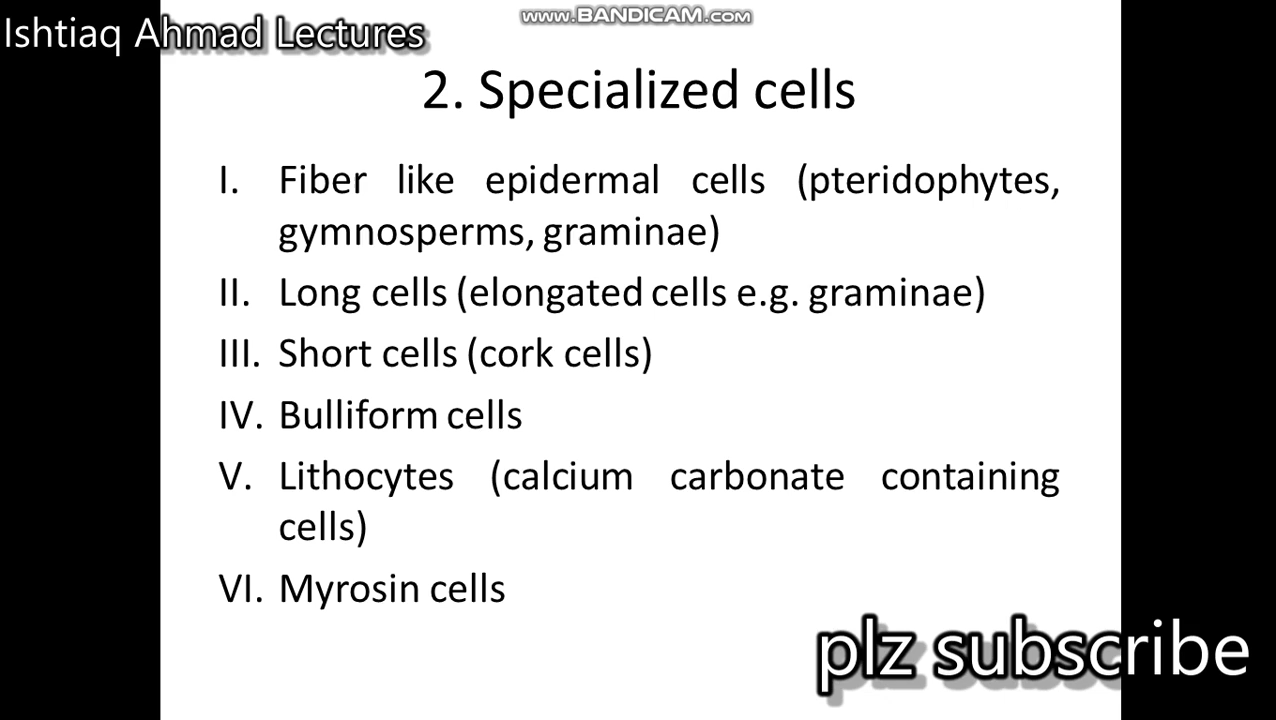 www.BANDICAM.com
Ishtiaq Ahmad Lectures
2. Specialized cells
I. Fiber like epidermal cells (pteridophytes,
gymnosperms, graminae)
II. Long cells (elongated cells e.g. graminae)
III. Short cells (cork cells)
IV. Bulliform cells
V. Lithocytes (calcium carbonate containing
cells)
VI. Myrosin cells
plz subscribe